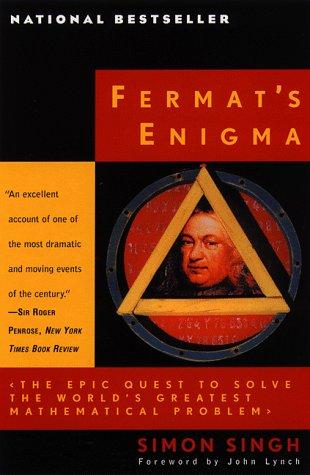 NATIONAL BESTSELLER
FERMAT'S
ENIGMA
"An excellent
account of one of
the most dramatic
and moving events
of the century."
—SIR ROGER
PENROSE, NEW YORK
TIMES BOOK REVIEW
<THE EPIC QUEST TO SOLVE
THE WORLD'S GREATEST
MATHEMATICAL PROBLEM>
SIMON SINGH
Foreword by John Lynch